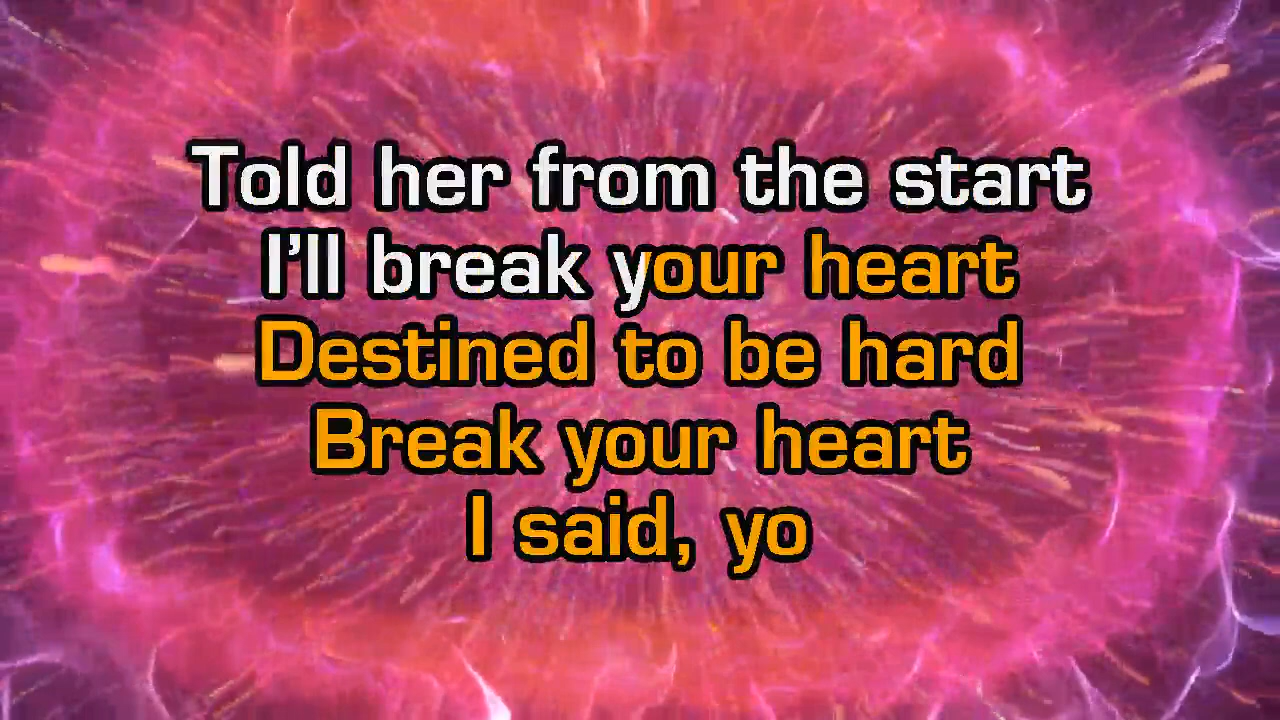 Told her from the start
I'll break your heart
Destined to be hard
Break your heart
I said, yo